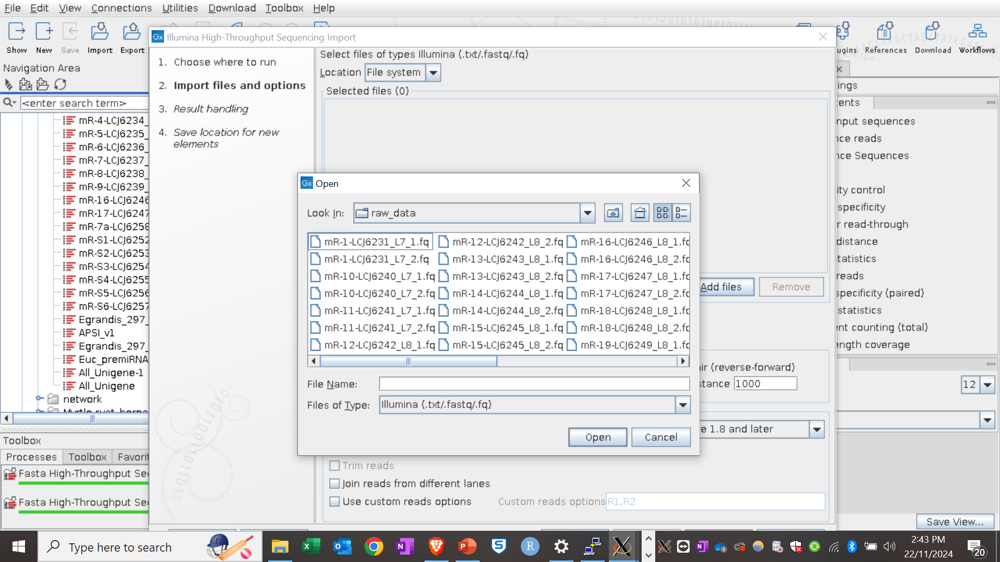 File Edit View Connections Utilities Download Toolbox Help
Show New Save Import Export
References Download Workflows
Gx Illumina High-Throughput Sequencing Import
Navigation Area
<enter search term>
mR-4-LCJ6234_
mR-5-LCJ6235_
mR-6-LCJ6236_
mR-7-LCJ6237_
mR-8-LCJ6238_
mR-9-LCJ6239_
mR-16-LCJ6246
mR-17-LCJ6247
mR-7a-LCJ6258
mR-S1-LCJ6252
mR-S2-LCJ6253
mR-S3-LCJ6254
mR-S4-LCJ6255
mR-S5-LCJ6256
mR-S6-LCJ6257
Egrandis_297_
APSI_v1
Egrandis_297_
Euc_premiRNA
All_Unigene-1
All_Unigene
network
Toolbox
Processes Toolbox Favori
Fasta High-Throughput Se
Fasta High-Throughput Se
1. Choose where to run
2. Import files and options
3. Result handling
4. Save location for new
elements
Select files of types Illumina (.txt/.fastq/.fq)
Location File system
Selected files (0)
Add files Remove
Gx Open
Look In: raw_data
mR-1-LCJ6231_L7_1.fq mR-12-LCJ6242_L8_2.fq mR-16-LCJ6246_L8_1.fq
mR-1-LCJ6231_L7_2.fq mR-13-LCJ6243_L8_1.fq mR-16-LCJ6246_L8_2.fq
mR-10-LCJ6240_L7_1.fq mR-13-LCJ6243_L8_2.fq mR-17-LCJ6247_L8_1.fq
mR-10-LCJ6240_L7_2.fq mR-14-LCJ6244_L8_1.fq mR-17-LCJ6247_L8_2.fq
mR-11-LCJ6241_L7_1.fq mR-14-LCJ6244_L8_2.fq mR-18-LCJ6248_L8_1.fq
mR-11-LCJ6241_L7_2.fq mR-15-LCJ6245_L8_1.fq mR-18-LCJ6248_L8_2.fq
mR-12-LCJ6242_L8_1.fq mR-15-LCJ6245_L8_2.fq mR-19-LCJ6249_L8_1.fq
File Name:
Files of Type: Illumina (.txt/.fastq/.fq)
Open Cancel
ir (reverse-forward)
stance 1000
e 1.8 and later
Trim reads
Join reads from different lanes
Use custom reads options Custom reads options R1,R2
ngs
ents
nput sequences
nce reads
nce Sequences
ity control
specificity
r read-through
distance
tatistics
reads
specificity (paired)
statistics
nt counting (total)
ength coverage
12
Save View...
Type here to search
2:43 PM
22/11/2024
20